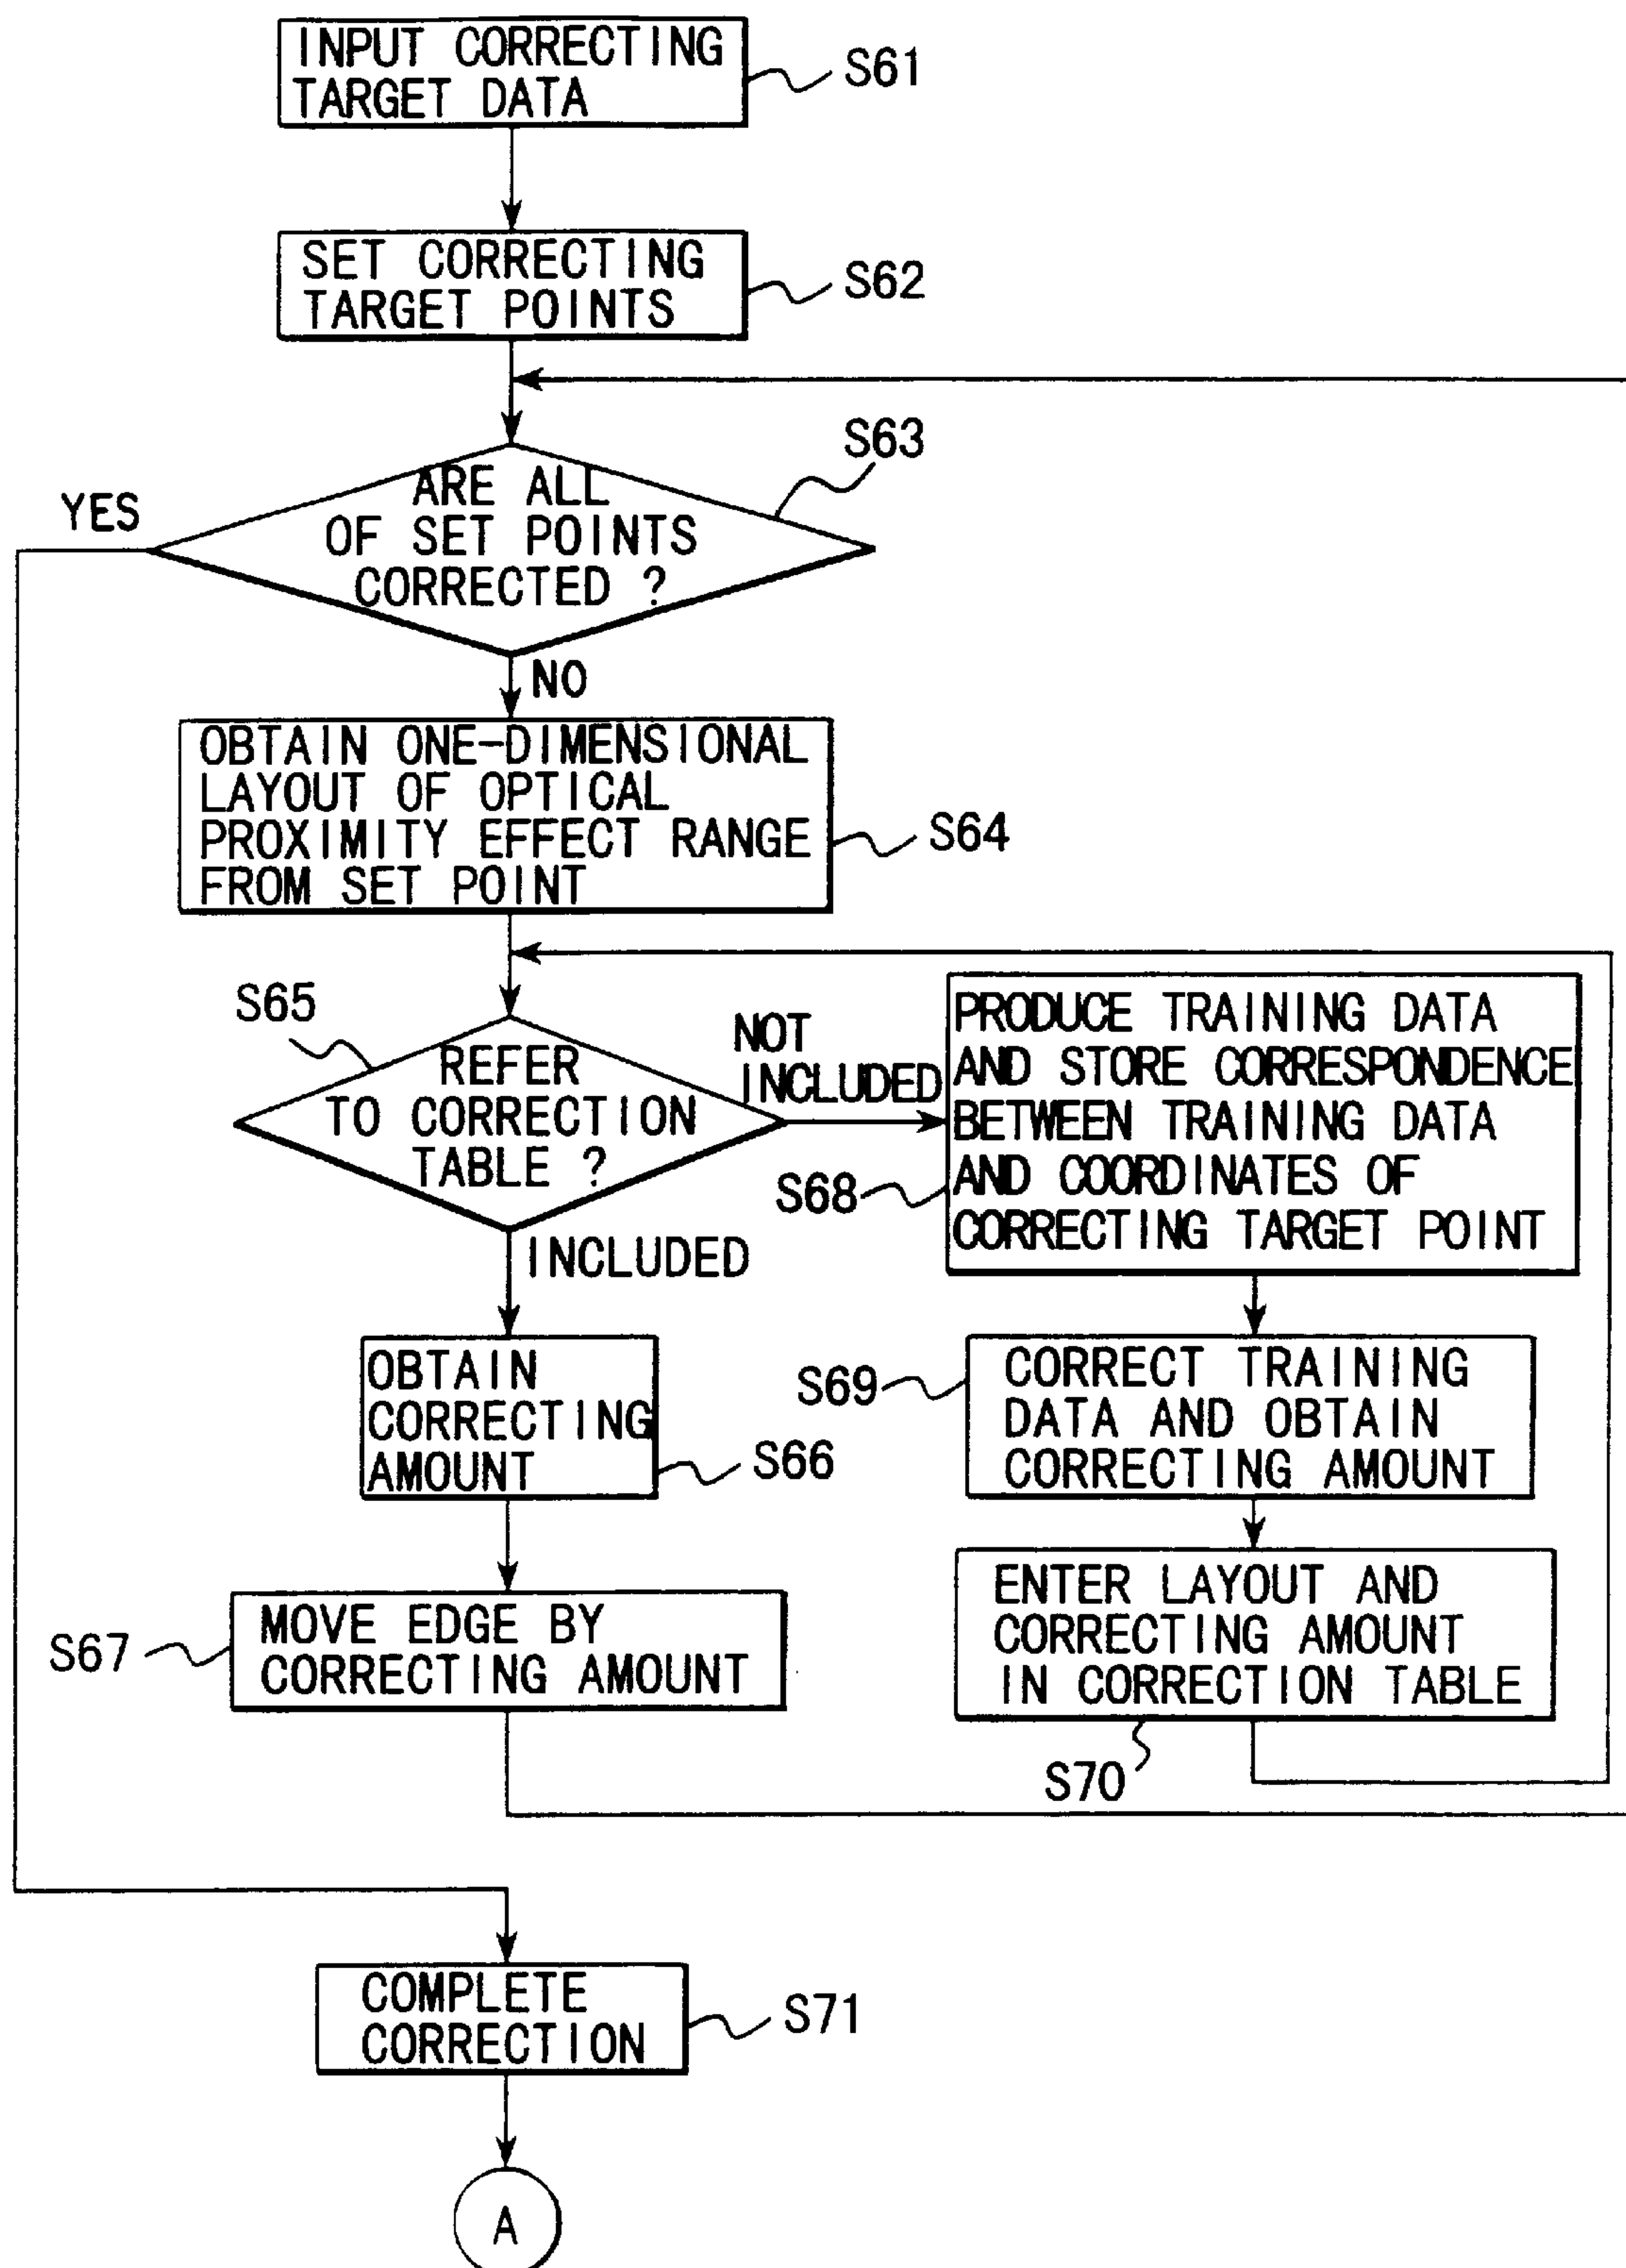 INPUT CORRECTING
TARGET DATA
S61
SET CORRECTING
TARGET POINTS
S62
S63
ARE ALL
OF SET POINTS
CORRECTED ?
YES
NO
OBTAIN ONE-DIMENSIONAL
LAYOUT OF OPTICAL
PROXIMITY EFFECT RANGE
FROM SET POINT
S64
S65
REFER
TO CORRECTION
TABLE ?
NOT
INCLUDED
PRODUCE TRAINING DATA
AND STORE CORRESPONDENCE
BETWEEN TRAINING DATA
AND COORDINATES OF
CORRECTING TARGET POINT
S68
INCLUDED
OBTAIN
CORRECTING
AMOUNT
S66
CORRECT TRAINING
DATA AND OBTAIN
CORRECTING AMOUNT
S69
MOVE EDGE BY
CORRECTING AMOUNT
S67
ENTER LAYOUT AND
CORRECTING AMOUNT
IN CORRECTION TABLE
S70
COMPLETE
CORRECTION
S71
A